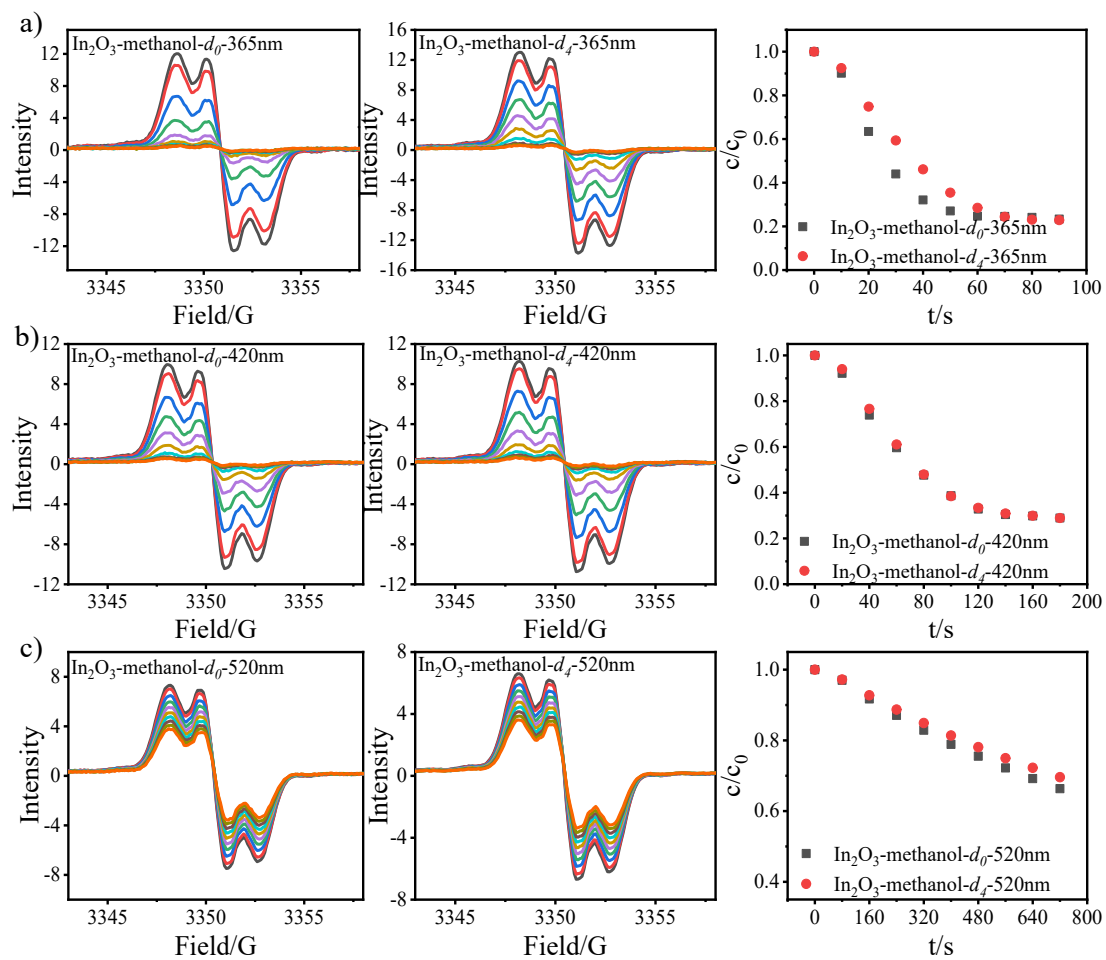 a)
In₂O₃-methanol-d₀-365nm
Intensity
12
8
4
0
-4
-8
-12
3345 3350 3355
Field/G
In₂O₃-methanol-d₄-365nm
Intensity
16
12
8
4
0
-4
-8
-12
-16
3345 3350 3355
Field/G
c/c₀
1.0
0.8
0.6
0.4
0.2
0.0
In₂O₃-methanol-d₀-365nm
In₂O₃-methanol-d₄-365nm
0 20 40 60 80 100
t/s
b)
In₂O₃-methanol-d₀-420nm
Intensity
12
8
4
0
-4
-8
-12
3345 3350 3355
Field/G
In₂O₃-methanol-d₄-420nm
Intensity
12
8
4
0
-4
-8
-12
3345 3350 3355
Field/G
c/c₀
1.0
0.8
0.6
0.4
0.2
0.0
In₂O₃-methanol-d₀-420nm
In₂O₃-methanol-d₄-420nm
0 40 80 120 160 200
t/s
c)
In₂O₃-methanol-d₀-520nm
Intensity
8
4
0
-4
-8
3345 3350 3355
Field/G
In₂O₃-methanol-d₄-520nm
Intensity
8
4
0
-4
-8
3345 3350 3355
Field/G
c/c₀
1.0
0.8
0.6
0.4
In₂O₃-methanol-d₀-520nm
In₂O₃-methanol-d₄-520nm
0 160 320 480 640 800
t/s